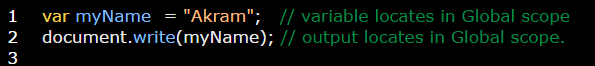 1 var myName = "Akram"; // variable locates in Global scope
2 document.write(myName); // output locates in Global scope.
3